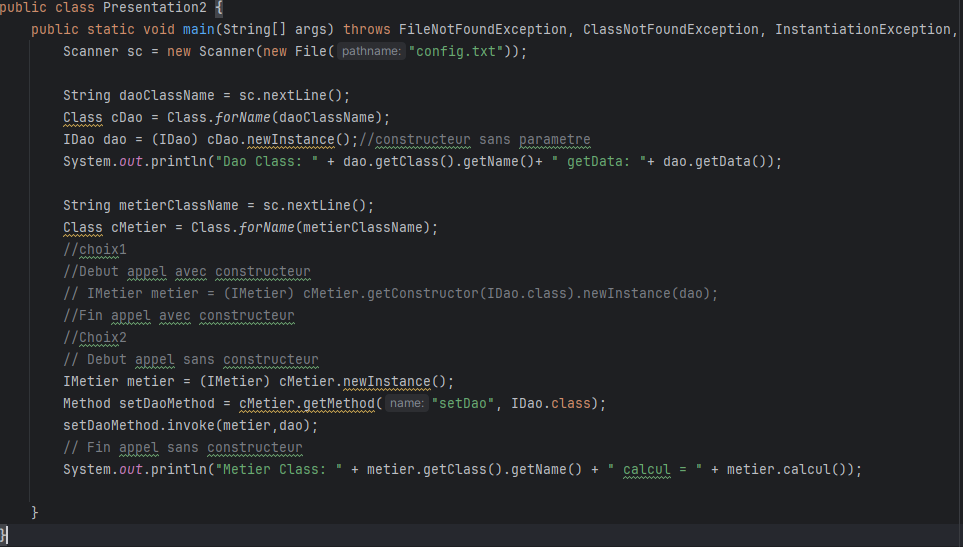 public class Presentation2 {
public static void main(String[] args) throws FileNotFoundException, ClassNotFoundException, InstantiationException,
Scanner sc = new Scanner(new File( pathname: "config.txt"));
String daoClassName = sc.nextLine();
Class cDao = Class.forName(daoClassName);
IDao dao = (IDao) cDao.newInstance();//constructeur sans parametre
System.out.println("Dao Class: " + dao.getClass().getName()+ " getData: "+ dao.getData());
String metierClassName = sc.nextLine();
Class cMetier = Class.forName(metierClassName);
//choix1
//Debut appel avec constructeur
// IMetier metier = (IMetier) cMetier.getConstructor(IDao.class).newInstance(dao);
//Fin appel avec constructeur
//Choix2
// Debut appel sans constructeur
IMetier metier = (IMetier) cMetier.newInstance();
Method setDaoMethod = cMetier.getMethod( name: "setDao", IDao.class);
setDaoMethod.invoke(metier,dao);
// Fin appel sans constructeur
System.out.println("Metier Class: " + metier.getClass().getName() + " calcul = " + metier.calcul());
}
}